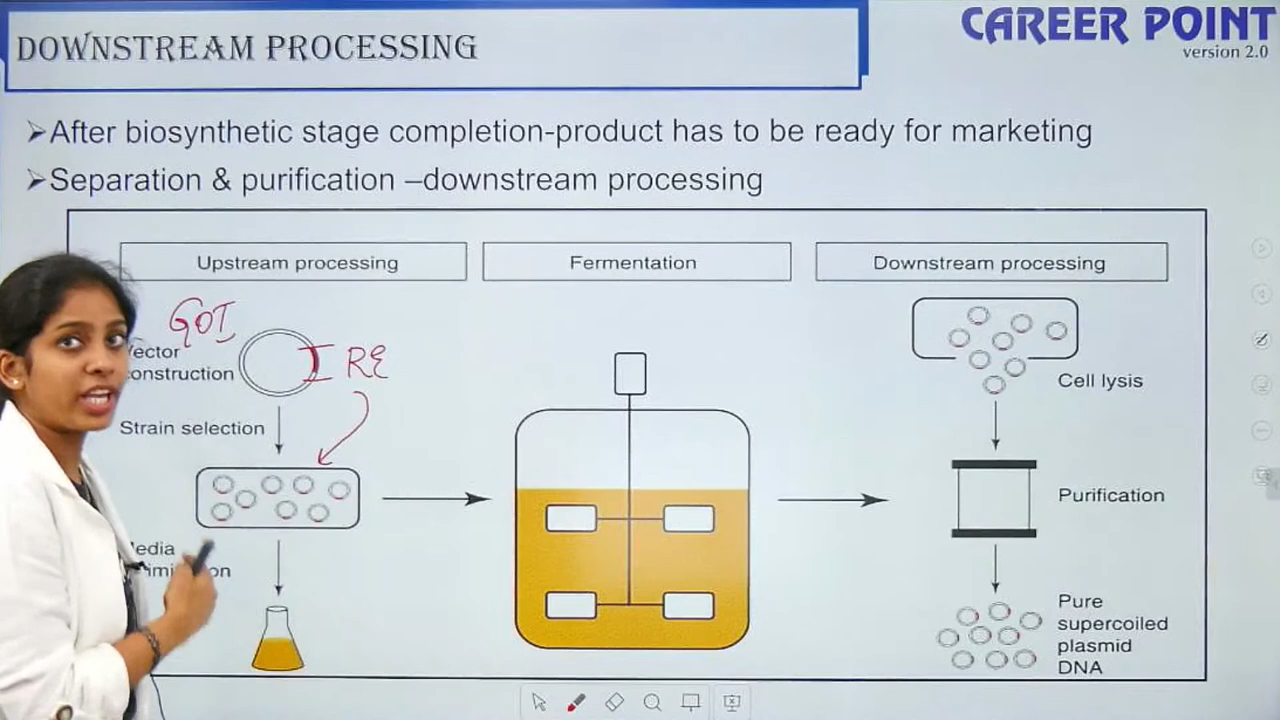 DOWNSTREAM PROCESSING
CAREER POINT
version 2.0
➢After biosynthetic stage completion-product has to be ready for marketing
➢Separation & purification –downstream processing
Upstream processing
Fermentation
Downstream processing
GOI
RE
Strain selection
Cell lysis
Purification
Pure
supercoiled
plasmid
DNA